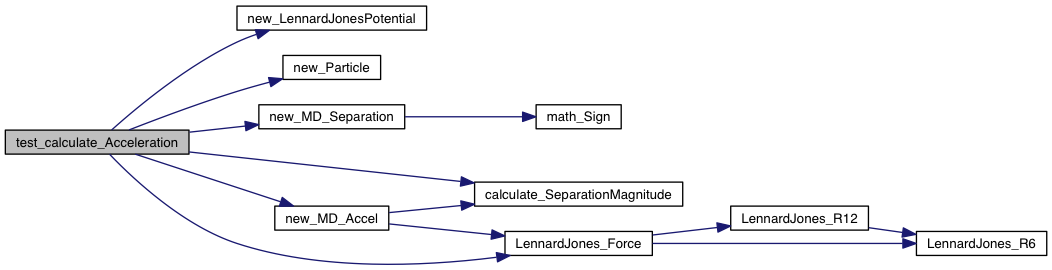 new_LennardJonesPotential
new_Particle
new_MD_Separation
math_Sign
test_calculate_Acceleration
calculate_SeparationMagnitude
new_MD_Accel
LennardJones_R12
LennardJones_Force
LennardJones_R6